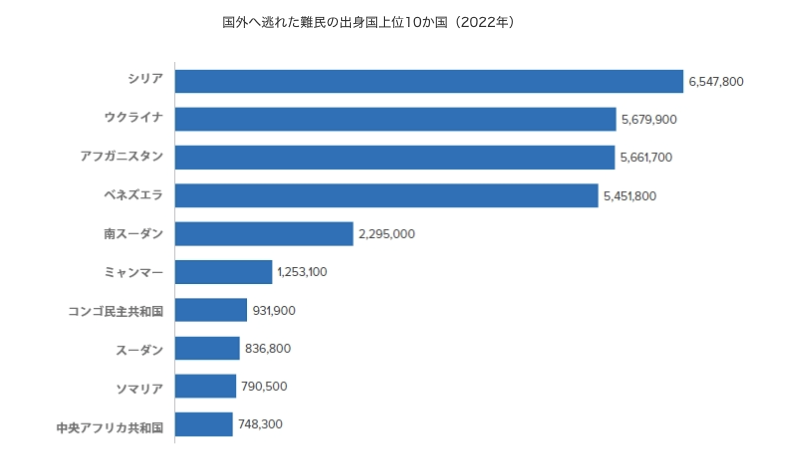 国外へ逃れた難民の出身国上位10か国（2022年）
シリア 6,547,800
ウクライナ 5,679,900
アフガニスタン 5,661,700
ベネズエラ 5,451,800
南スーダン 2,295,000
ミャンマー 1,253,100
コンゴ民主共和国 931,900
スーダン 836,800
ソマリア 790,500
中央アフリカ共和国 748,300